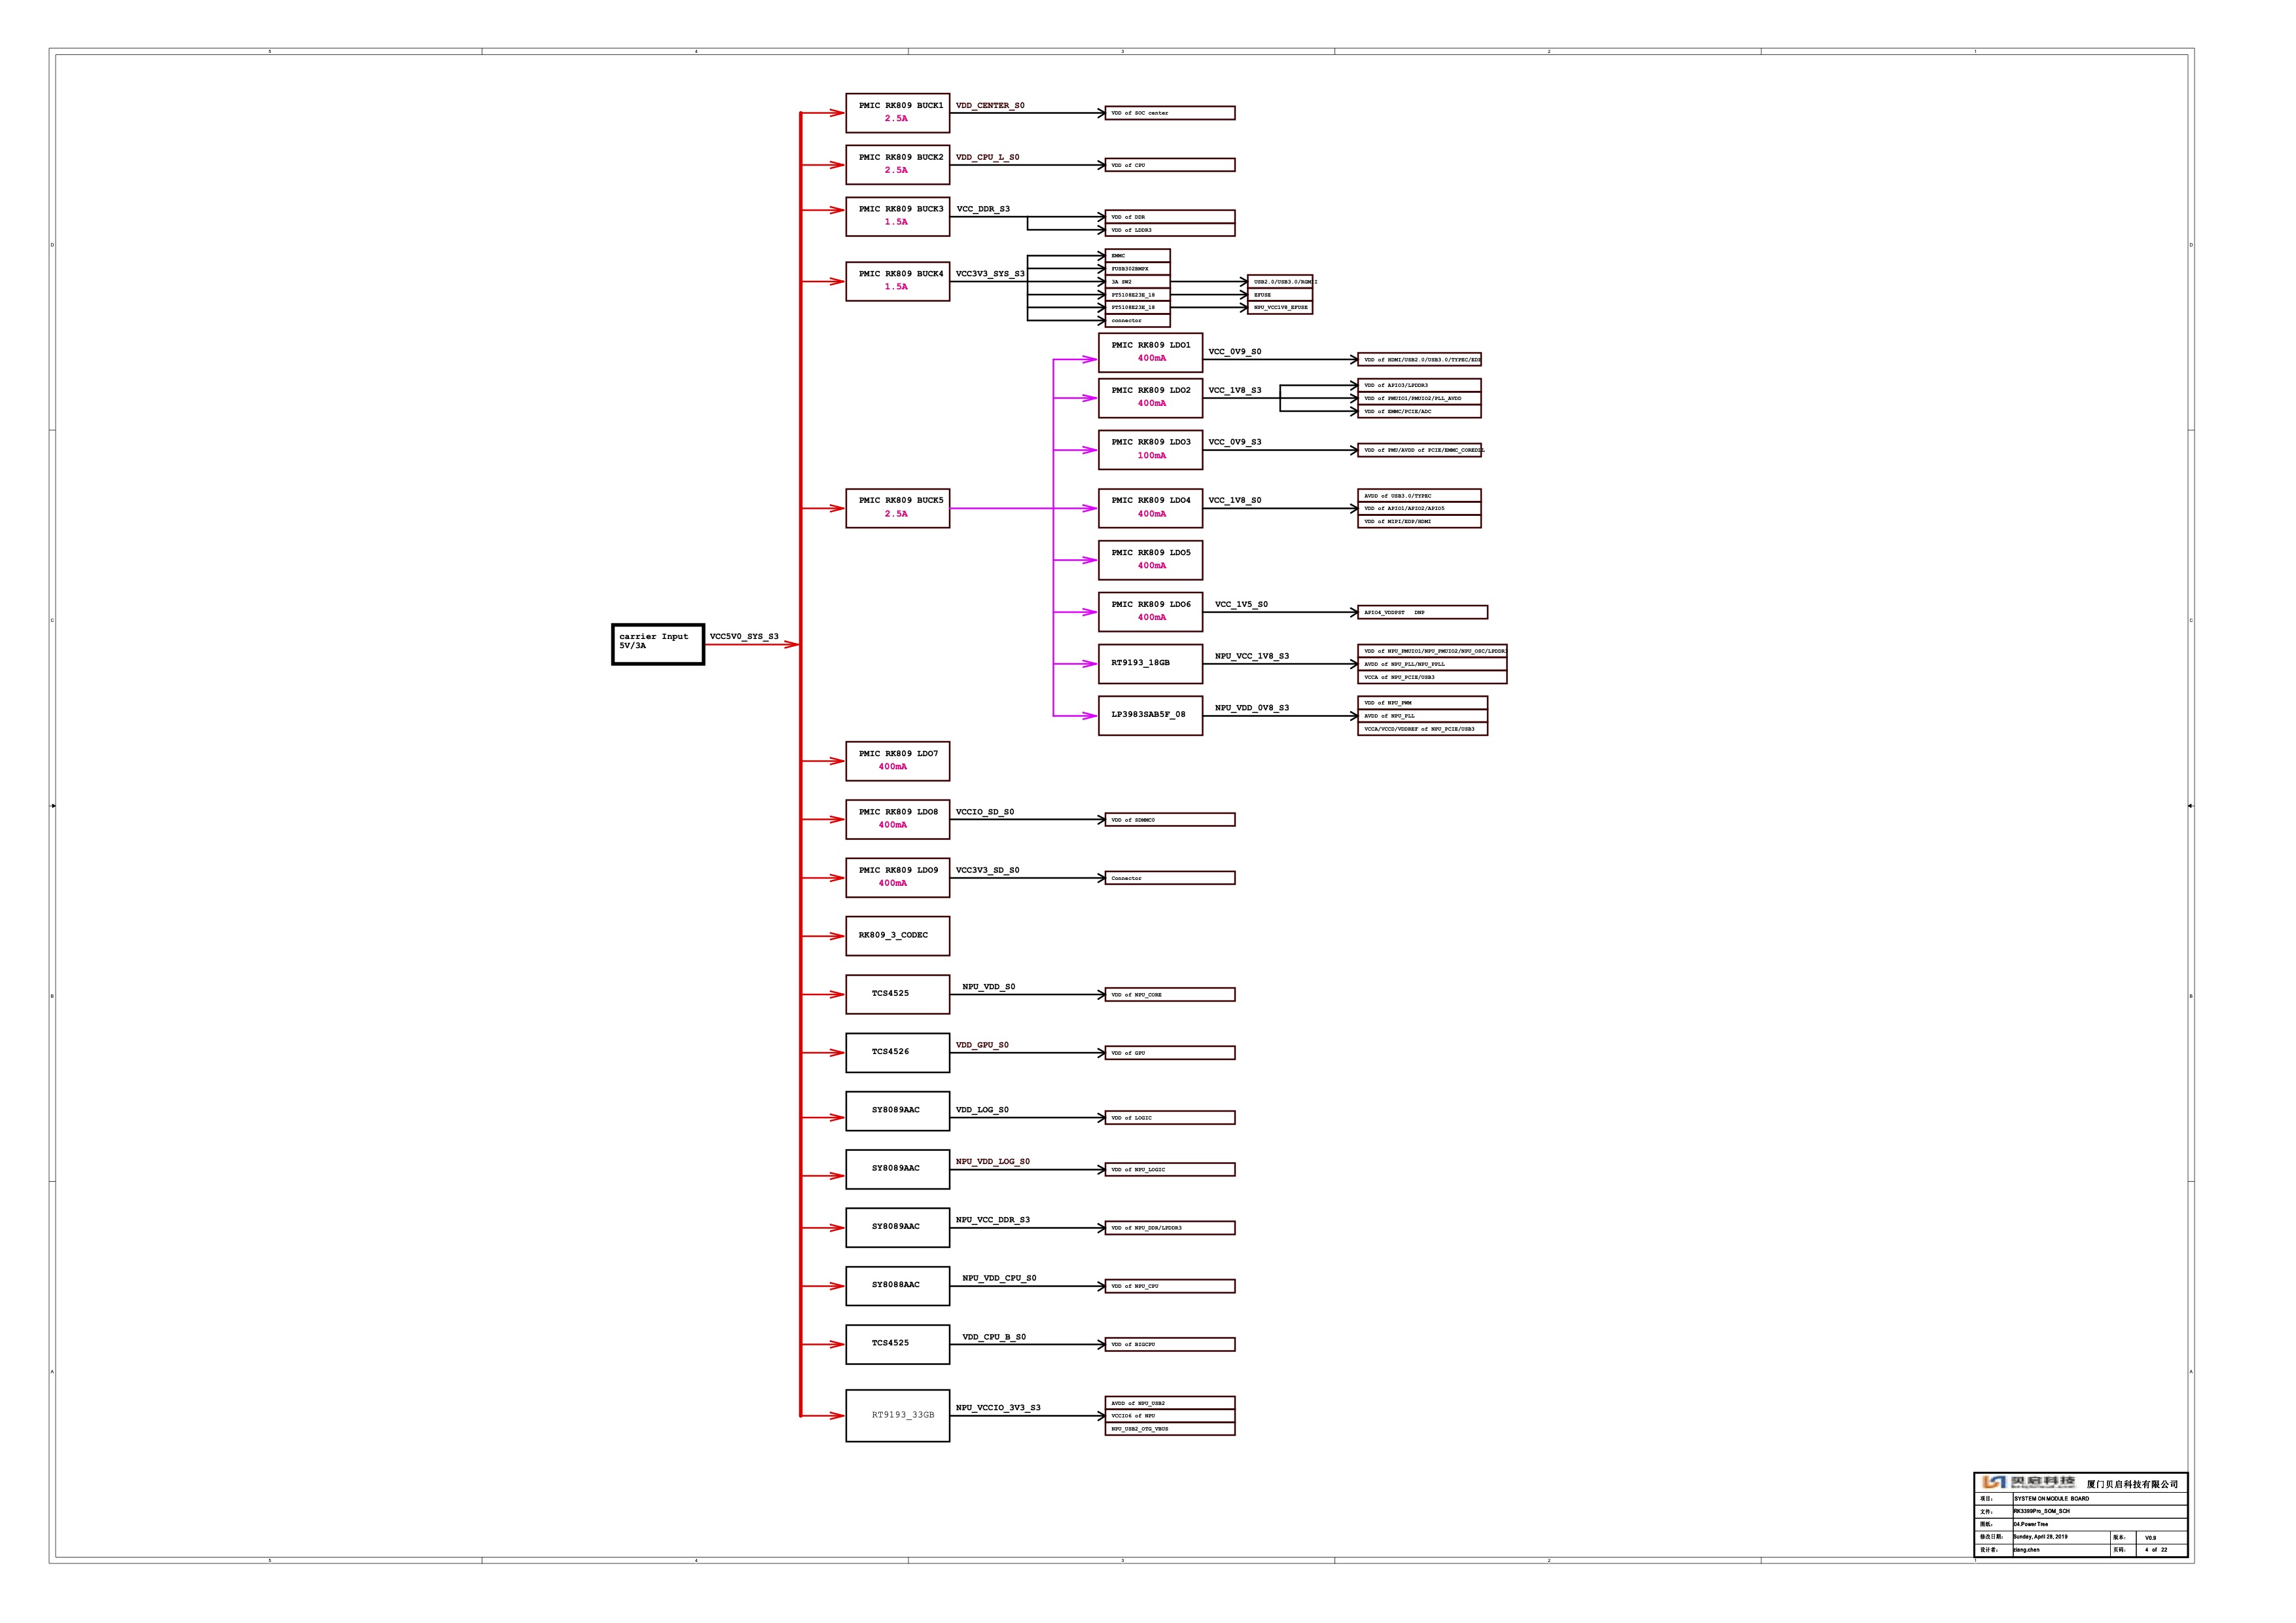 5 4 3 2 1
PMIC RK809 BUCK1
2.5A
VDD_CENTER_S0
VDD of SOC center
PMIC RK809 BUCK2
2.5A
VDD_CPU_L_S0
VDD of CPU
PMIC RK809 BUCK3
1.5A
VCC_DDR_S3
VDD of DDR
VDD of LDDR3
D D
PMIC RK809 BUCK4
1.5A
VCC3V3_SYS_S3
EMMC
FUSB302BMPX
3A SW2
PT5108E23E_18
PT5108E23E_18
connector
USB2.0/USB3.0/RGMII
EFUSE
NPU_VCC1V8_EFUSE
PMIC RK809 LDO1
400mA
VCC_0V9_S0
VDD of HDMI/USB2.0/USB3.0/TYPEC/EDP
PMIC RK809 LDO2
400mA
VCC_1V8_S3
VDD of APIO3/LPDDR3
VDD of PMUIO1/PMUIO2/PLL_AVDD
VDD of EMMC/PCIE/ADC
PMIC RK809 LDO3
100mA
VCC_0V9_S3
VDD of PMU/AVDD of PCIE/EMMC_COREDLL
PMIC RK809 BUCK5
2.5A
PMIC RK809 LDO4
400mA
VCC_1V8_S0
AVDD of USB3.0/TYPEC
VDD of APIO1/APIO2/APIO5
VDD of MIPI/EDP/HDMI
PMIC RK809 LDO5
400mA
PMIC RK809 LDO6
400mA
VCC_1V5_S0
APIO4_VDDPST DNP
C C
carrier Input
5V/3A
VCC5V0_SYS_S3
RT9193_18GB
NPU_VCC_1V8_S3
VDD of NPU_PMUIO1/NPU_PMUIO2/NPU_OSC/LPDDR3
AVDD of NPU_PLL/NPU_PPLL
VCCA of NPU_PCIE/USB3
LP3983SAB5F_08
NPU_VDD_0V8_S3
VDD of NPU_PWM
AVDD of NPU_PLL
VCCA/VCCD/VDDREF of NPU_PCIE/USB3
PMIC RK809 LDO7
400mA
PMIC RK809 LDO8
400mA
VCCIO_SD_S0
VDD of SDMMC0
PMIC RK809 LDO9
400mA
VCC3V3_SD_S0
Connector
RK809_3_CODEC
TCS4525
NPU_VDD_S0
VDD of NPU_CORE
B B
TCS4526
VDD_GPU_S0
VDD of GPU
SY8089AAC
VDD_LOG_S0
VDD of LOGIC
SY8089AAC
NPU_VDD_LOG_S0
VDD of NPU_LOGIC
SY8089AAC
NPU_VCC_DDR_S3
VDD of NPU_DDR/LPDDR3
SY8088AAC
NPU_VDD_CPU_S0
VDD of NPU_CPU
TCS4525
VDD_CPU_B_S0
VDD of BIGCPU
A A
RT9193_33GB
NPU_VCCIO_3V3_S3
AVDD of NPU_USB2
VCCIO6 of NPU
NPU_USB2_OTG_VBUS
贝启科技 厦门贝启科技有限公司
项目: SYSTEM ON MODULE BOARD
文件: RK3399Pro_SOM_SCH
图纸: 04.Power Tree
修改日期: Sunday, April 28, 2019 版本: V0.9
设计者: ziang.chen 页码: 4 of 22
5 4 3 2 1